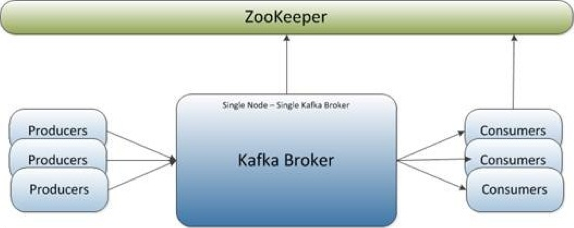 ZooKeeper
Single Node – Single Kafka Broker
Kafka Broker
Producers
Producers
Producers
Consumers
Consumers
Consumers